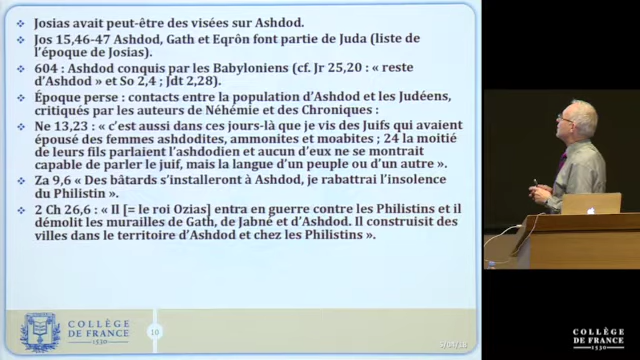 Josias avait peut-être des visées sur Ashdod.
Jos 15,46-47 Ashdod, Gath et Eqrôn font partie de Juda (liste de
l'époque de Josias).
604 : Ashdod conquis par les Babyloniens (cf. Jr 25,20 : « reste
d'Ashdod » et So 2,4 ; Jdt 2,28).
Époque perse : contacts entre la population d'Ashdod et les Judéens,
critiqués par les auteurs de Néhémie et des Chroniques :
Ne 13,23 : « c'est aussi dans ces jours-là que je vis des Juifs qui avaient
épousé des femmes ashdodites, ammonites et moabites ; 24 la moitié
de leurs fils parlaient l'ashdodien et aucun d'eux ne se montrait
capable de parler le juif, mais la langue d'un peuple ou d'un autre ».
Za 9,6 « Des bâtards s'installeront à Ashdod, je rabattrai l'insolence
du Philistin ».
2 Ch 26,6 : « Il [= le roi Ozias] entra en guerre contre les Philistins et il
démolit les murailles de Gath, de Jabné et d'Ashdod. Il construisit des
villes dans le territoire d'Ashdod et chez les Philistins ».
COLLÈGE
DE FRANCE
1530
10
COLLÈGE
DE FRANCE
1530